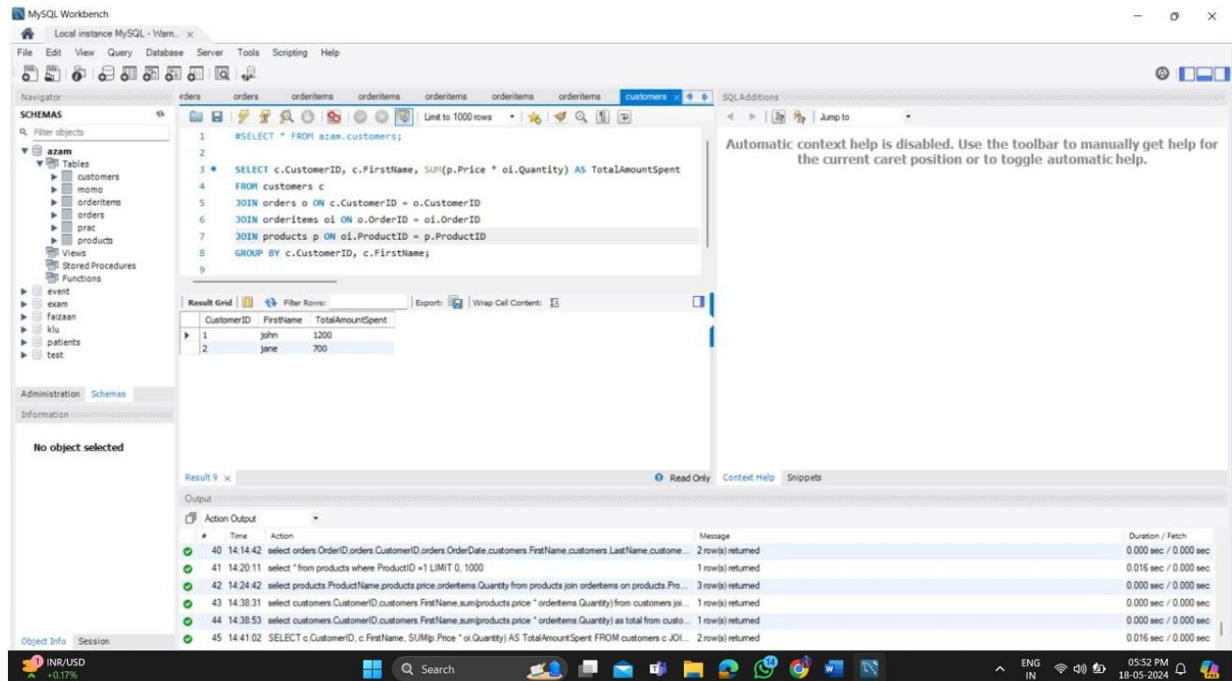 MySQL Workbench
Local instance MySQL - Warn...
File Edit View Query Database Server Tools Scripting Help
Navigator
SCHEMAS
Filter objects
azam
Tables
customers
momo
orderitems
orders
prac
products
Views
Stored Procedures
Functions
event
exam
faizaan
klu
patients
test
Administration Schemas
Information
No object selected
Object Info Session
rders orders orderitems orderitems orderitems orderitems orderitems customers
Limit to 1000 rows
1 #SELECT * FROM azam.customers;
2
3 SELECT c.CustomerID, c.FirstName, SUM(p.Price * oi.Quantity) AS TotalAmountSpent
4 FROM customers c
5 JOIN orders o ON c.CustomerID = o.CustomerID
6 JOIN orderitems oi ON o.OrderID = oi.OrderID
7 JOIN products p ON oi.ProductID = p.ProductID
8 GROUP BY c.CustomerID, c.FirstName;
9
Result Grid Filter Rows: Export: Wrap Cell Content:
CustomerID FirstName TotalAmountSpent
1 john 1200
2 jane 700
Result 9 Read Only
SQLAdditions
Jump to
Automatic context help is disabled. Use the toolbar to manually get help for
the current caret position or to toggle automatic help.
Context Help Snippets
Output
Action Output
# Time Action Message Duration / Fetch
40 14:14:42 select orders.OrderID,orders.CustomerID,orders.OrderDate,customers.FirstName,customers.LastName,custome... 2 row(s) returned 0.000 sec / 0.000 sec
41 14:20:11 select * from products where ProductID =1 LIMIT 0, 1000 1 row(s) returned 0.016 sec / 0.000 sec
42 14:24:42 select products.ProductName,products.price,orderitems.Quantity from products join orderitems on products.Pro... 3 row(s) returned 0.000 sec / 0.000 sec
43 14:38:31 select customers.CustomerID,customers.FirstName,sum(products.price * orderitems.Quantity) from customers joi... 1 row(s) returned 0.000 sec / 0.000 sec
44 14:38:53 select customers.CustomerID,customers.FirstName,sum(products.price * orderitems.Quantity) as total from custo... 1 row(s) returned 0.000 sec / 0.000 sec
45 14:41:02 SELECT c.CustomerID, c.FirstName, SUM(p.Price * oi.Quantity) AS TotalAmountSpent FROM customers c JOI... 2 row(s) returned 0.016 sec / 0.000 sec
1 INR/USD
+0.17%
Search
ENG
IN
05:52 PM
18-05-2024